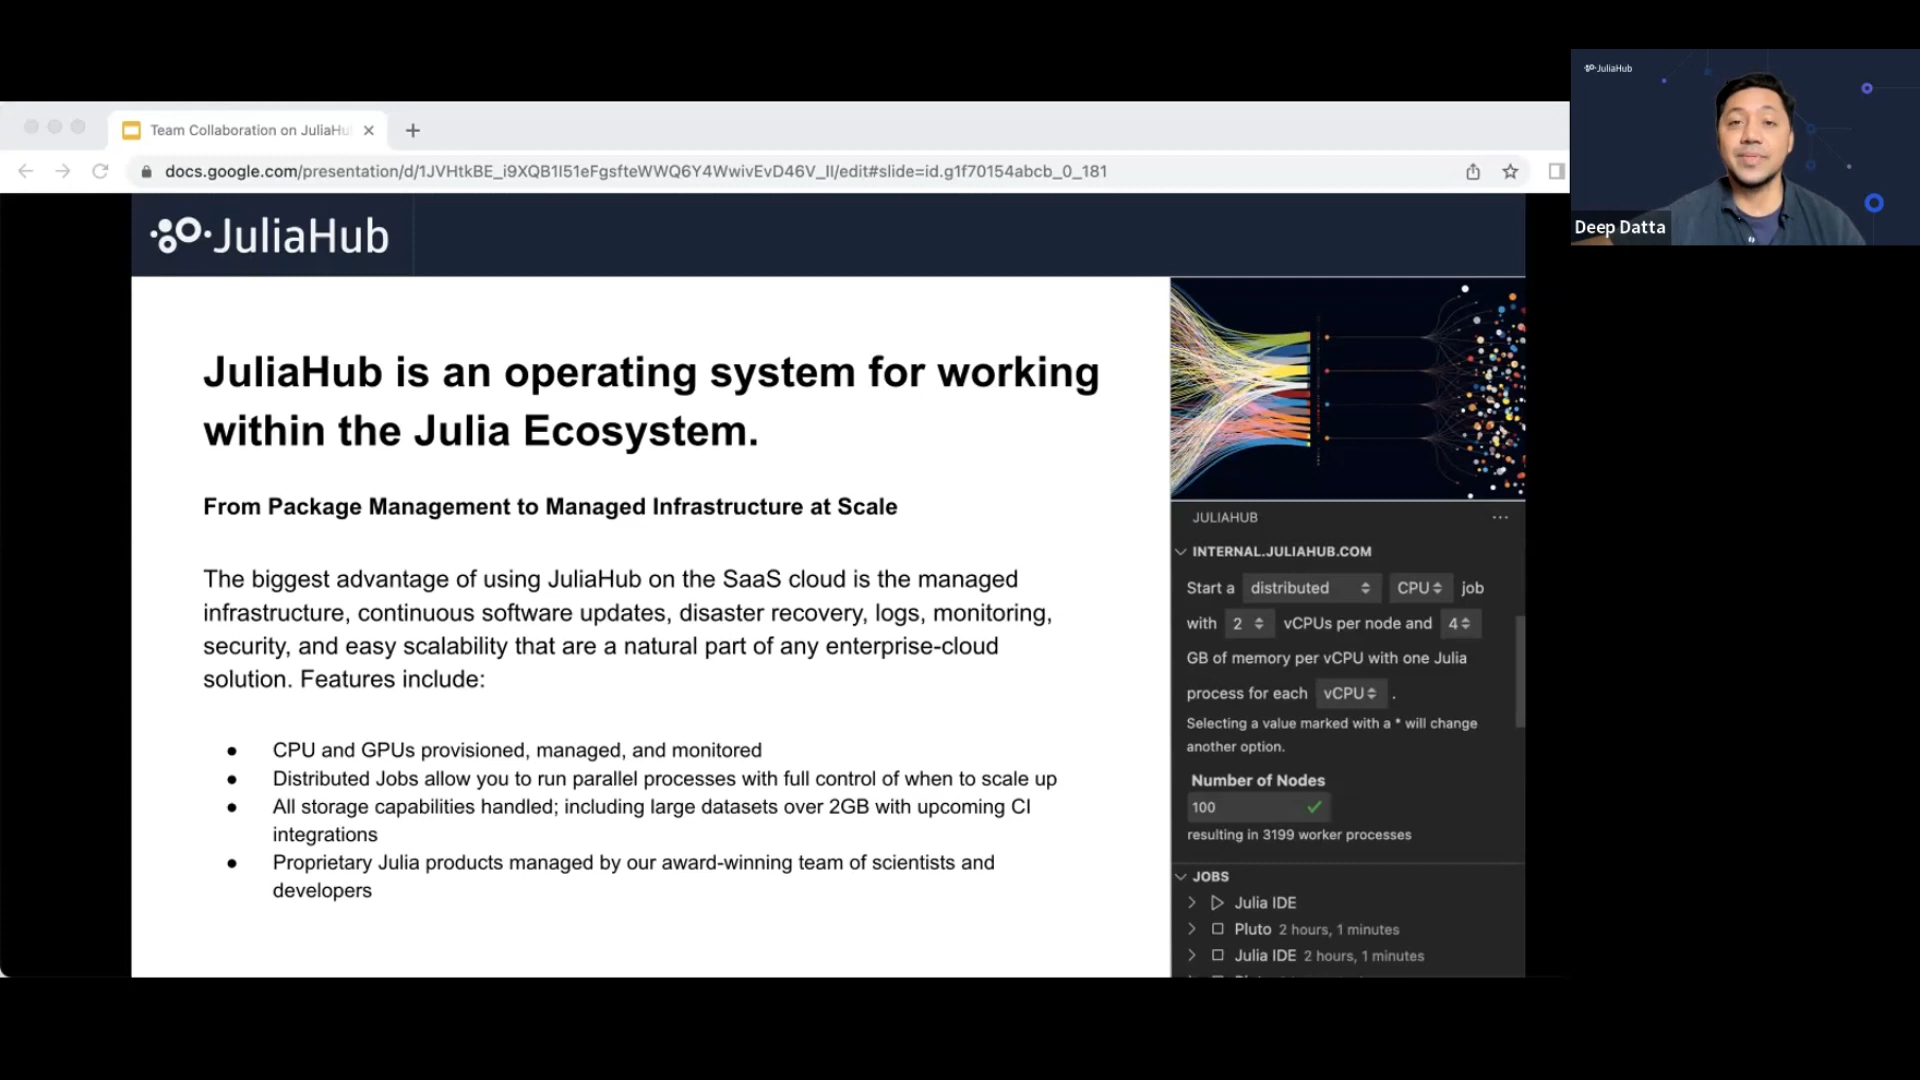 JuliaHub
Team Collaboration on JuliaHu
docs.google.com/presentation/d/1JVHtkBE_i9XQB1I51eFgsfteWWQ6Y4WwivEvD46V_II/edit#slide=id.g1f70154abcb_0_181
Deep Datta
JuliaHub
JuliaHub is an operating system for working
within the Julia Ecosystem.
From Package Management to Managed Infrastructure at Scale
The biggest advantage of using JuliaHub on the SaaS cloud is the managed
infrastructure, continuous software updates, disaster recovery, logs, monitoring,
security, and easy scalability that are a natural part of any enterprise-cloud
solution. Features include:
● CPU and GPUs provisioned, managed, and monitored
● Distributed Jobs allow you to run parallel processes with full control of when to scale up
● All storage capabilities handled; including large datasets over 2GB with upcoming CI
integrations
● Proprietary Julia products managed by our award-winning team of scientists and
developers
JULIAHUB
INTERNAL.JULIAHUB.COM
Start a distributed CPU job
with 2 vCPUs per node and 4
GB of memory per vCPU with one Julia
process for each vCPU .
Selecting a value marked with a * will change
another option.
Number of Nodes
100
resulting in 3199 worker processes
JOBS
Julia IDE
Pluto 2 hours, 1 minutes
Julia IDE 2 hours, 1 minutes